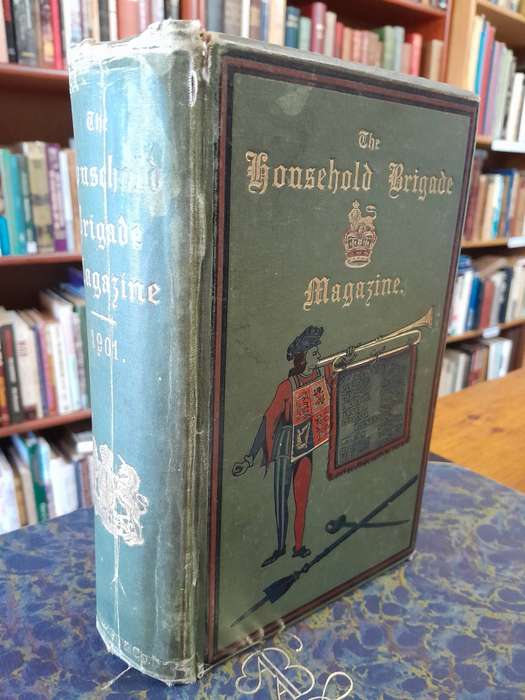 The
Household
Brigade
Magazine
1901.
The
Household Brigade
Magazine.